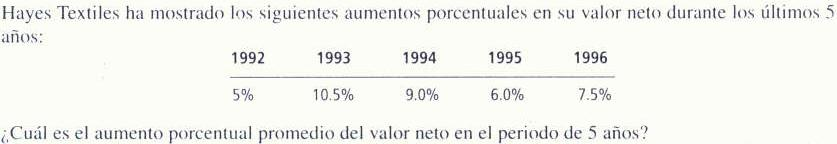 Hayes Textiles ha mostrado los siguientes aumentos porcentuales en su valor neto durante los últimos 5
años:
1992 1993 1994 1995 1996
5% 10.5% 9.0% 6.0% 7.5%
¿Cuál es el aumento porcentual promedio del valor neto en el periodo de 5 años?